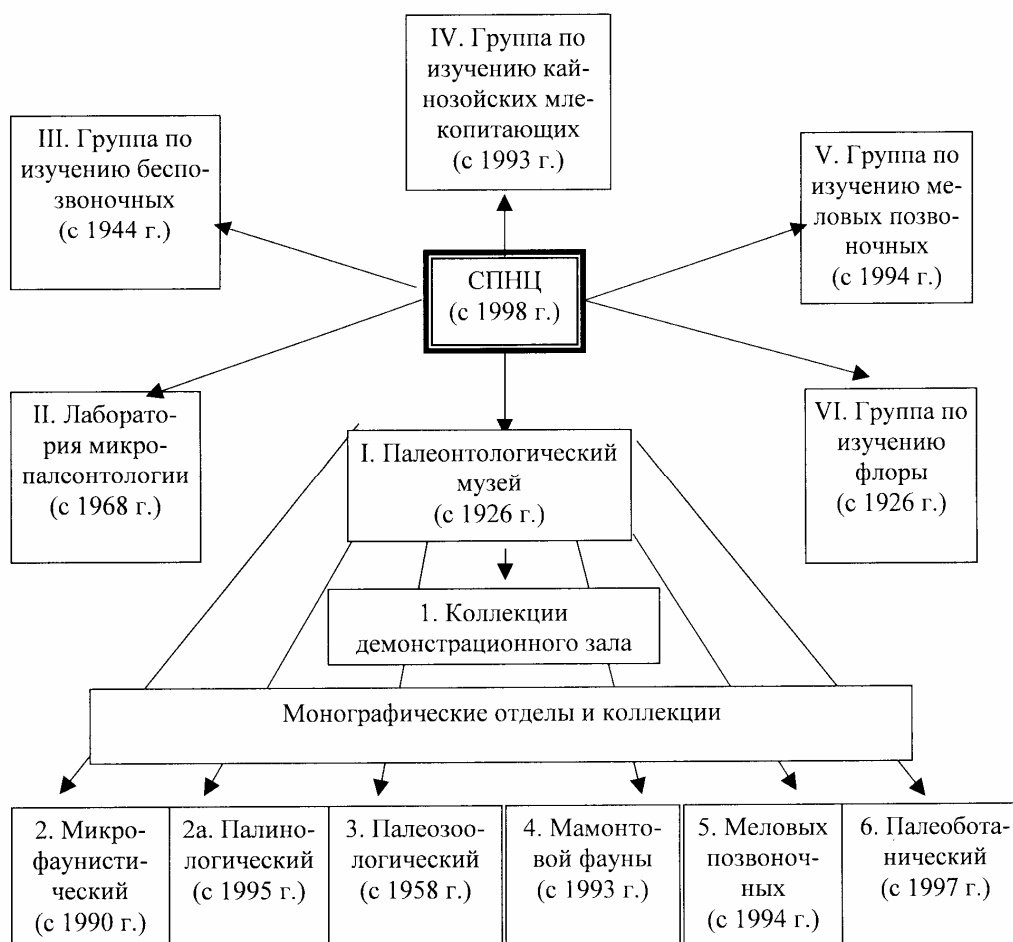 IV. Группа по
изучению кай-
нозойских мле-
копитающих
(с 1993 г.)
III. Группа по
изучению беспо-
звоночных
(с 1944 г.)
V. Группа по
изучению ме-
ловых позво-
ночных
(с 1994 г.)
СПНЦ
(с 1998 г.)
II. Лаборато-
рия микро-
палеонтологии
(с 1968 г.)
I. Палеонтологический
музей
(с 1926 г.)
VI. Группа по
изучению
флоры
(с 1926 г.)
1. Коллекции
демонстрационного зала
Монографические отделы и коллекции
2. Микро-
фаунисти-
ческий
(с 1990 г.)
2а. Палино-
логический
(с 1995 г.)
3. Палеозоо-
логический
(с 1958 г.)
4. Мамонто-
вой фауны
(с 1993 г.)
5. Меловых
позвоноч-
ных
(с 1994 г.)
6. Палеобота-
нический
(с 1997 г.)